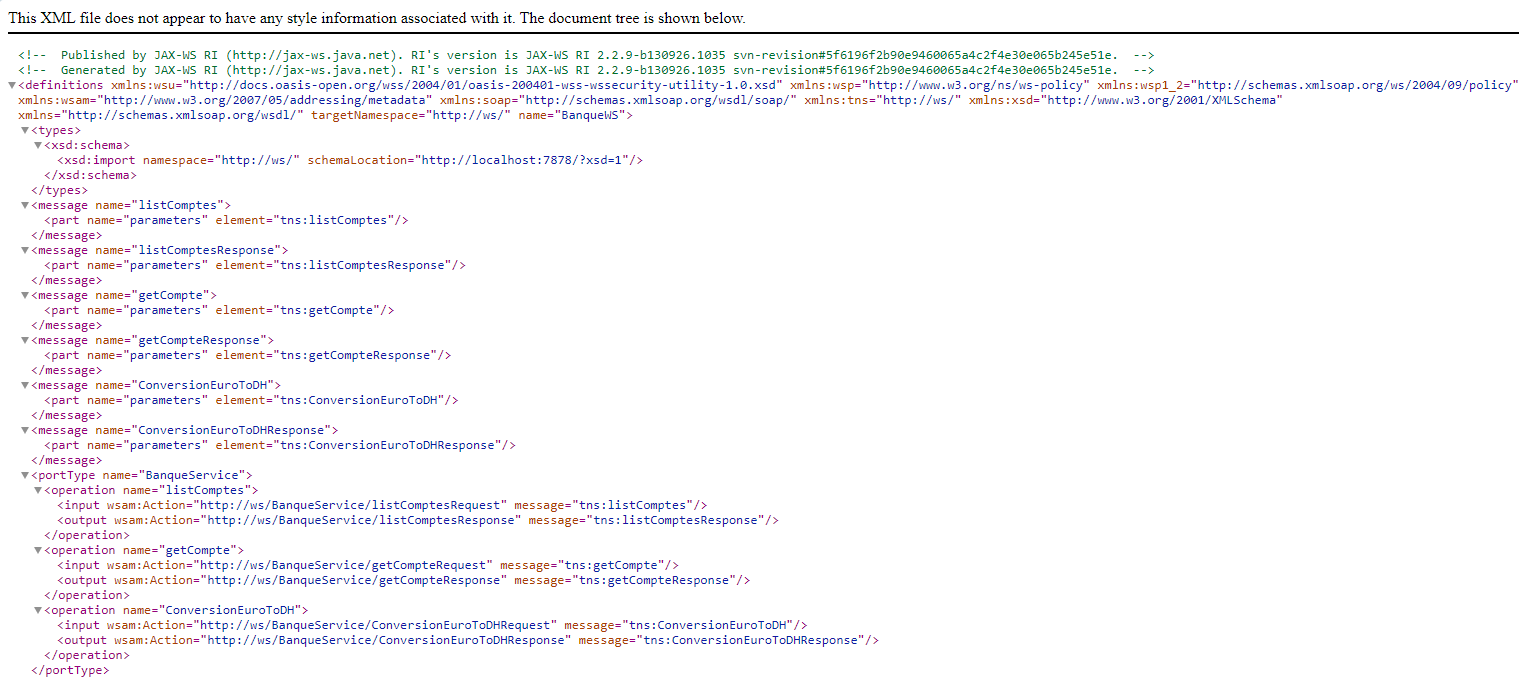 This XML file does not appear to have any style information associated with it. The document tree is shown below.
<!-- Published by JAX-WS RI (http://jax-ws.java.net). RI's version is JAX-WS RI 2.2.9-b130926.1035 svn-revision#5f6196f2b90e9460065a4c2f4e30e065b245e51e. -->
<!-- Generated by JAX-WS RI (http://jax-ws.java.net). RI's version is JAX-WS RI 2.2.9-b130926.1035 svn-revision#5f6196f2b90e9460065a4c2f4e30e065b245e51e. -->
▼<definitions xmlns:wsu="http://docs.oasis-open.org/wss/2004/01/oasis-200401-wss-wssecurity-utility-1.0.xsd" xmlns:wsp="http://www.w3.org/ns/ws-policy" xmlns:wsp1_2="http://schemas.xmlsoap.org/ws/2004/09/policy"
xmlns:wsam="http://www.w3.org/2007/05/addressing/metadata" xmlns:soap="http://schemas.xmlsoap.org/wsdl/soap/" xmlns:tns="http://ws/" xmlns:xsd="http://www.w3.org/2001/XMLSchema"
xmlns="http://schemas.xmlsoap.org/wsdl/" targetNamespace="http://ws/" name="BanqueWS">
▼<types>
▼<xsd:schema>
<xsd:import namespace="http://ws/" schemaLocation="http://localhost:7878/?xsd=1"/>
</xsd:schema>
</types>
▼<message name="listComptes">
<part name="parameters" element="tns:listComptes"/>
</message>
▼<message name="listComptesResponse">
<part name="parameters" element="tns:listComptesResponse"/>
</message>
▼<message name="getCompte">
<part name="parameters" element="tns:getCompte"/>
</message>
▼<message name="getCompteResponse">
<part name="parameters" element="tns:getCompteResponse"/>
</message>
▼<message name="ConversionEuroToDH">
<part name="parameters" element="tns:ConversionEuroToDH"/>
</message>
▼<message name="ConversionEuroToDHResponse">
<part name="parameters" element="tns:ConversionEuroToDHResponse"/>
</message>
▼<portType name="BanqueService">
▼<operation name="listComptes">
<input wsam:Action="http://ws/BanqueService/listComptesRequest" message="tns:listComptes"/>
<output wsam:Action="http://ws/BanqueService/listComptesResponse" message="tns:listComptesResponse"/>
</operation>
▼<operation name="getCompte">
<input wsam:Action="http://ws/BanqueService/getCompteRequest" message="tns:getCompte"/>
<output wsam:Action="http://ws/BanqueService/getCompteResponse" message="tns:getCompteResponse"/>
</operation>
▼<operation name="ConversionEuroToDH">
<input wsam:Action="http://ws/BanqueService/ConversionEuroToDHRequest" message="tns:ConversionEuroToDH"/>
<output wsam:Action="http://ws/BanqueService/ConversionEuroToDHResponse" message="tns:ConversionEuroToDHResponse"/>
</operation>
</portType>